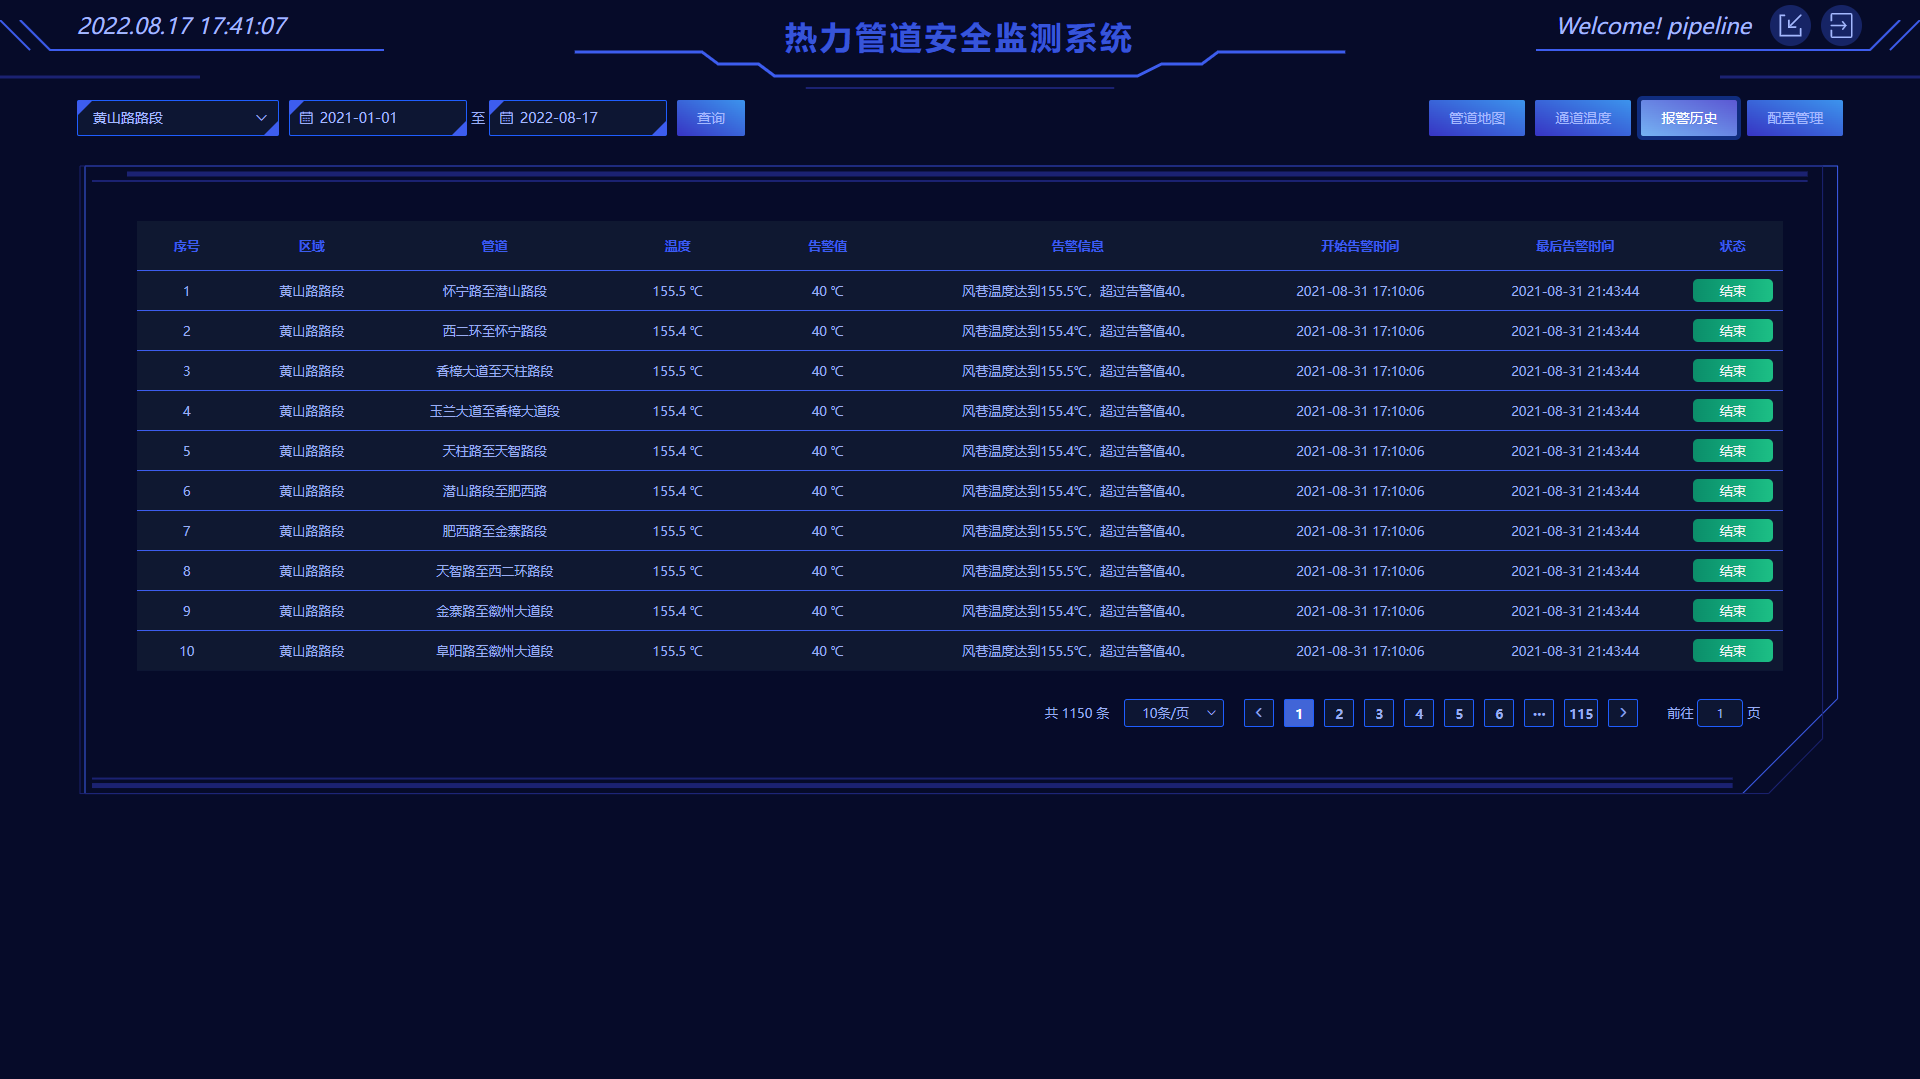 2022.08.17 17:41:07
热力管道安全监测系统
Welcome! pipeline
黄山路路段 2021-01-01 至 2022-08-17 查询 管道地图 通道温度 报警历史 配置管理
序号 区域 管道 温度 告警值 告警信息 开始告警时间 最后告警时间 状态
1 黄山路路段 怀宁路至潜山路段 155.5 ℃ 40 ℃ 风巷温度达到155.5℃，超过告警值40。 2021-08-31 17:10:06 2021-08-31 21:43:44 结束
2 黄山路路段 西二环至怀宁路段 155.4 ℃ 40 ℃ 风巷温度达到155.4℃，超过告警值40。 2021-08-31 17:10:06 2021-08-31 21:43:44 结束
3 黄山路路段 香樟大道至天柱路段 155.5 ℃ 40 ℃ 风巷温度达到155.5℃，超过告警值40。 2021-08-31 17:10:06 2021-08-31 21:43:44 结束
4 黄山路路段 玉兰大道至香樟大道段 155.4 ℃ 40 ℃ 风巷温度达到155.4℃，超过告警值40。 2021-08-31 17:10:06 2021-08-31 21:43:44 结束
5 黄山路路段 天柱路至天智路段 155.4 ℃ 40 ℃ 风巷温度达到155.4℃，超过告警值40。 2021-08-31 17:10:06 2021-08-31 21:43:44 结束
6 黄山路路段 潜山路段至肥西路 155.4 ℃ 40 ℃ 风巷温度达到155.4℃，超过告警值40。 2021-08-31 17:10:06 2021-08-31 21:43:44 结束
7 黄山路路段 肥西路至金寨路段 155.5 ℃ 40 ℃ 风巷温度达到155.5℃，超过告警值40。 2021-08-31 17:10:06 2021-08-31 21:43:44 结束
8 黄山路路段 天智路至西二环路段 155.5 ℃ 40 ℃ 风巷温度达到155.5℃，超过告警值40。 2021-08-31 17:10:06 2021-08-31 21:43:44 结束
9 黄山路路段 金寨路至徽州大道段 155.4 ℃ 40 ℃ 风巷温度达到155.4℃，超过告警值40。 2021-08-31 17:10:06 2021-08-31 21:43:44 结束
10 黄山路路段 阜阳路至徽州大道段 155.5 ℃ 40 ℃ 风巷温度达到155.5℃，超过告警值40。 2021-08-31 17:10:06 2021-08-31 21:43:44 结束
共 1150 条 10条/页 1 2 3 4 5 6 ··· 115 前往 1 页